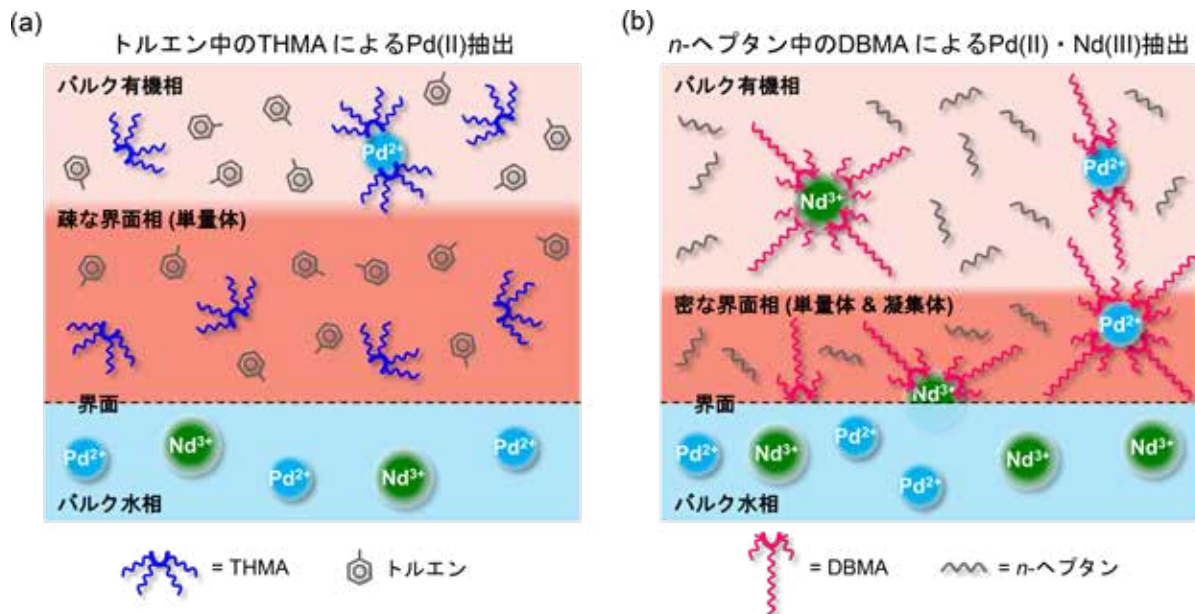 (a)
トルエン中のTHMA によるPd(II)抽出
バルク有機相
Pd²⁺
疎な界面相 (単量体)
界面
Pd²⁺
Nd³⁺
Pd²⁺
Nd³⁺
Pd²⁺
バルク水相
= THMA
トルエン
(b)
n-ヘプタン中のDBMA によるPd(II)・Nd(III)抽出
バルク有機相
Pd²⁺
Nd³⁺
密な界面相 (単量体 & 凝集体)
Pd²⁺
Nd³⁺
界面
Pd²⁺
Nd³⁺
Pd²⁺
Pd²⁺
Nd³⁺
Nd³⁺
バルク水相
= DBMA
= n-ヘプタン